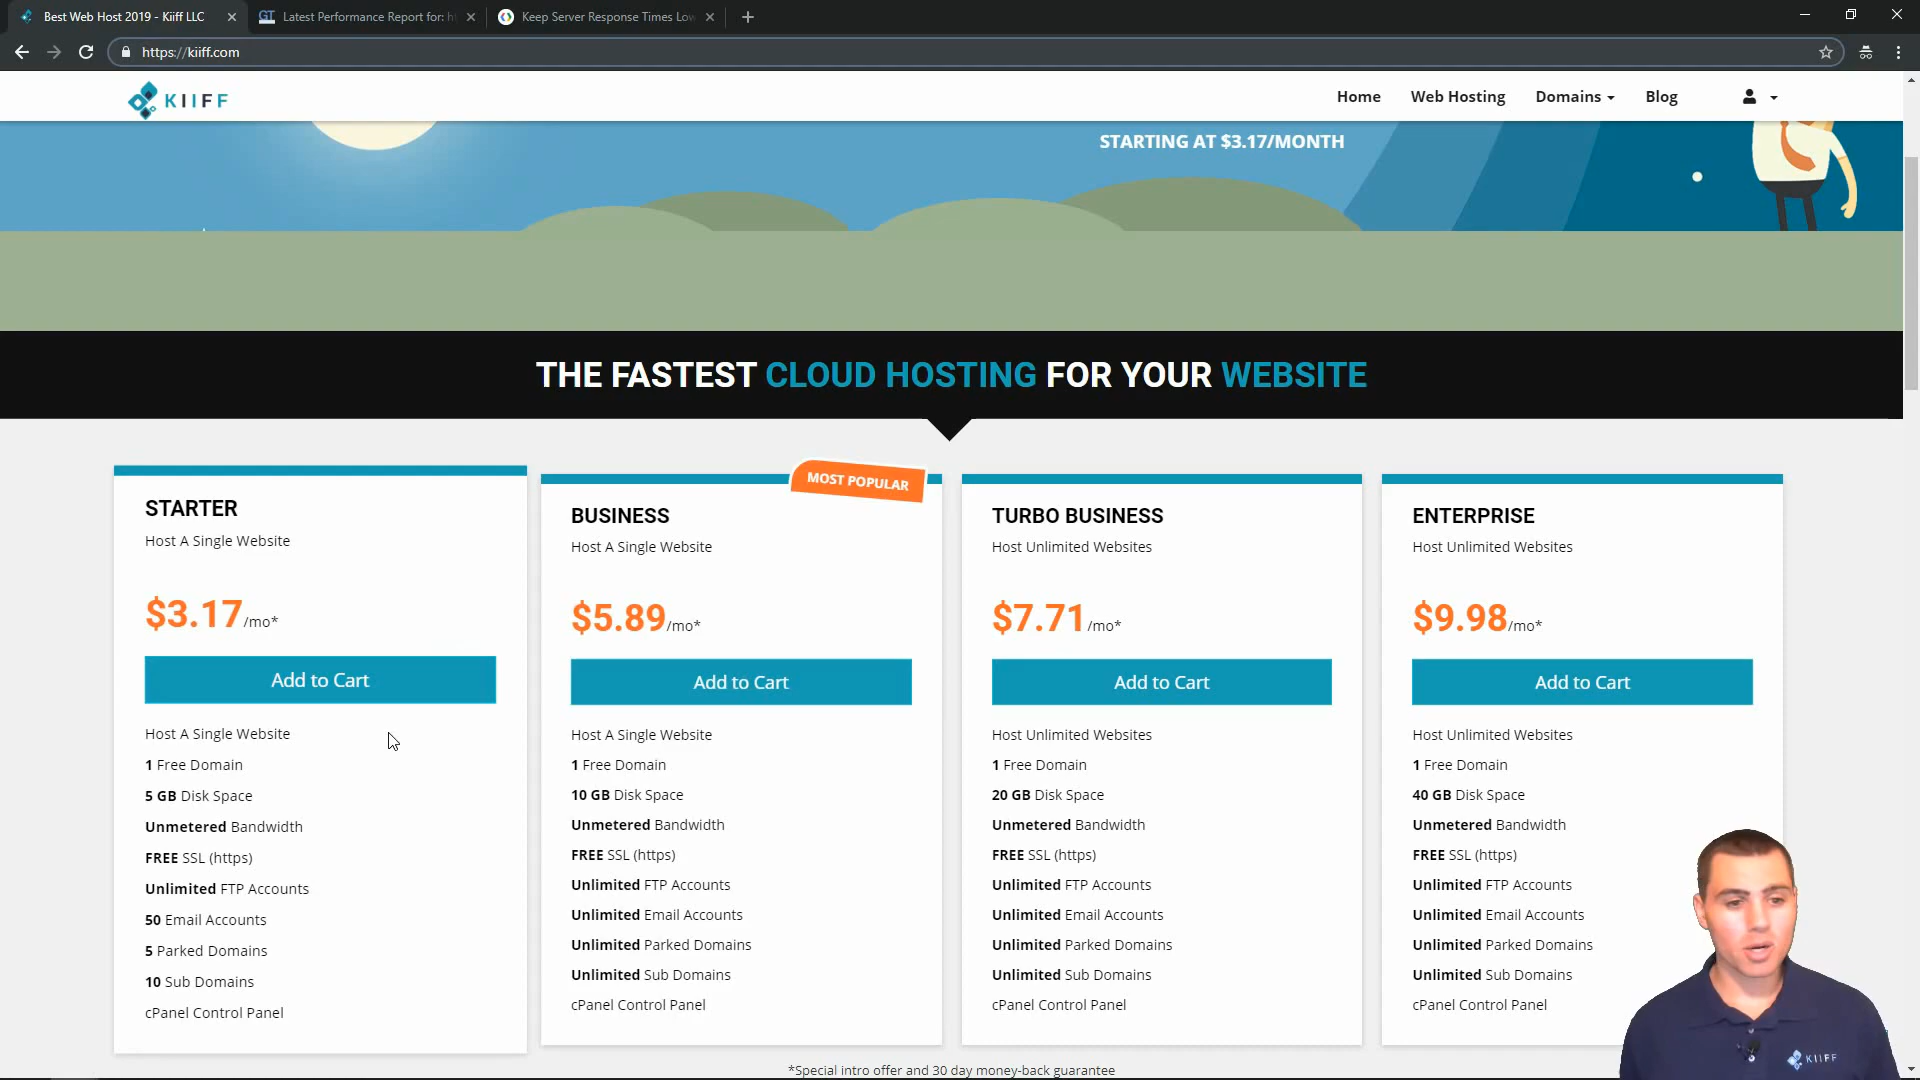 Best Web Host 2019 - Kiiff LLC
GT Latest Performance Report for: h
Keep Server Response Times Low
https://kiiff.com
KIIFF
Home
Web Hosting
Domains
Blog
STARTING AT $3.17/MONTH
THE FASTEST CLOUD HOSTING FOR YOUR WEBSITE
STARTER
Host A Single Website
$3.17/mo*
Add to Cart
Host A Single Website
1 Free Domain
5 GB Disk Space
Unmetered Bandwidth
FREE SSL (https)
Unlimited FTP Accounts
50 Email Accounts
5 Parked Domains
10 Sub Domains
cPanel Control Panel
MOST POPULAR
BUSINESS
Host A Single Website
$5.89/mo*
Add to Cart
Host A Single Website
1 Free Domain
10 GB Disk Space
Unmetered Bandwidth
FREE SSL (https)
Unlimited FTP Accounts
Unlimited Email Accounts
Unlimited Parked Domains
Unlimited Sub Domains
cPanel Control Panel
TURBO BUSINESS
Host Unlimited Websites
$7.71/mo*
Add to Cart
Host Unlimited Websites
1 Free Domain
20 GB Disk Space
Unmetered Bandwidth
FREE SSL (https)
Unlimited FTP Accounts
Unlimited Email Accounts
Unlimited Parked Domains
Unlimited Sub Domains
cPanel Control Panel
ENTERPRISE
Host Unlimited Websites
$9.98/mo*
Add to Cart
Host Unlimited Websites
1 Free Domain
40 GB Disk Space
Unmetered Bandwidth
FREE SSL (https)
Unlimited FTP Accounts
Unlimited Email Accounts
Unlimited Parked Domains
Unlimited Sub Domains
cPanel Control Panel
*Special intro offer and 30 day money-back guarantee
KIIFF